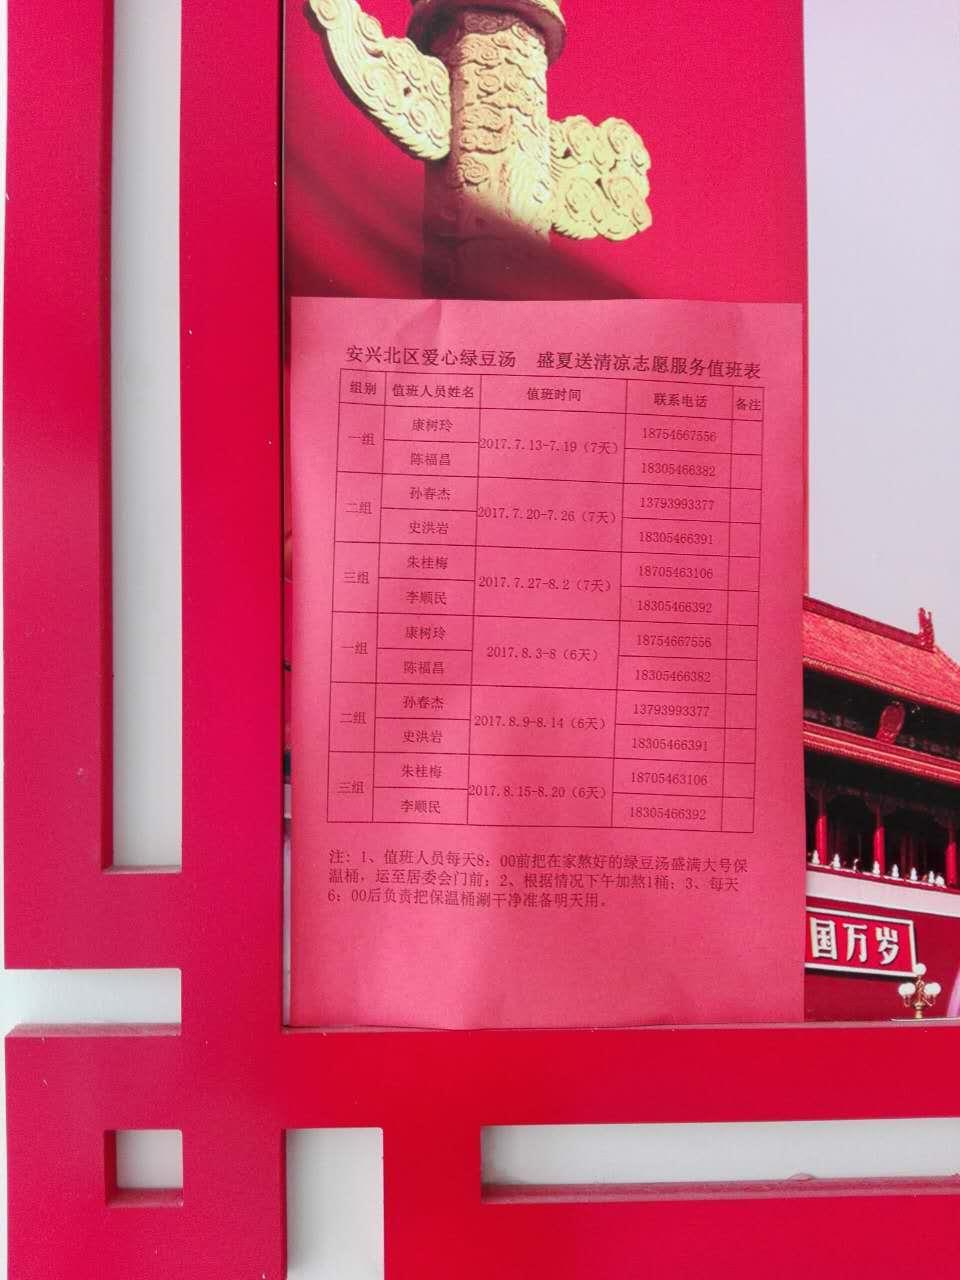 安兴北区爱心绿豆汤 盛夏送清凉志愿服务值班表
组别 值班人员姓名 值班时间 联系电话 备注
一组 康树玲 2017.7.13-7.19（7天） 18754667556
陈福昌 18305466382
二组 孙春杰 2017.7.20-7.26（7天） 13793993377
史洪岩 18305466391
三组 朱桂梅 2017.7.27-8.2（7天） 18705463106
李顺民 18305466392
一组 康树玲 2017.8.3-8（6天） 18754667556
陈福昌 18305466382
二组 孙春杰 2017.8.9-8.14（6天） 13793993377
史洪岩 18305466391
三组 朱桂梅 2017.8.15-8.20（6天） 18705463106
李顺民 18305466392
注：1、值班人员每天8：00前把在家熬好的绿豆汤盛满大号保
温桶，运至居委会门前；2、根据情况下午加熬1桶；3、每天
6：00后负责把保温桶涮干净准备明天用。
国万岁